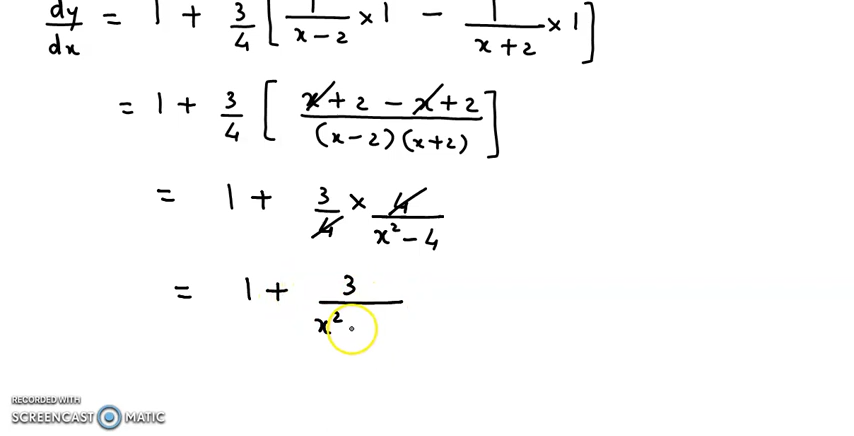 dy/dx = 1 + 3/4 [ 1/(x-2) × 1 - 1/(x+2) × 1 ]
= 1 + 3/4 [ (x+2 - x+2)/((x-2)(x+2)) ]
= 1 + 3/4 × 4/(x²-4)
= 1 + 3/x²
RECORDED WITH
SCREENCAST MATIC